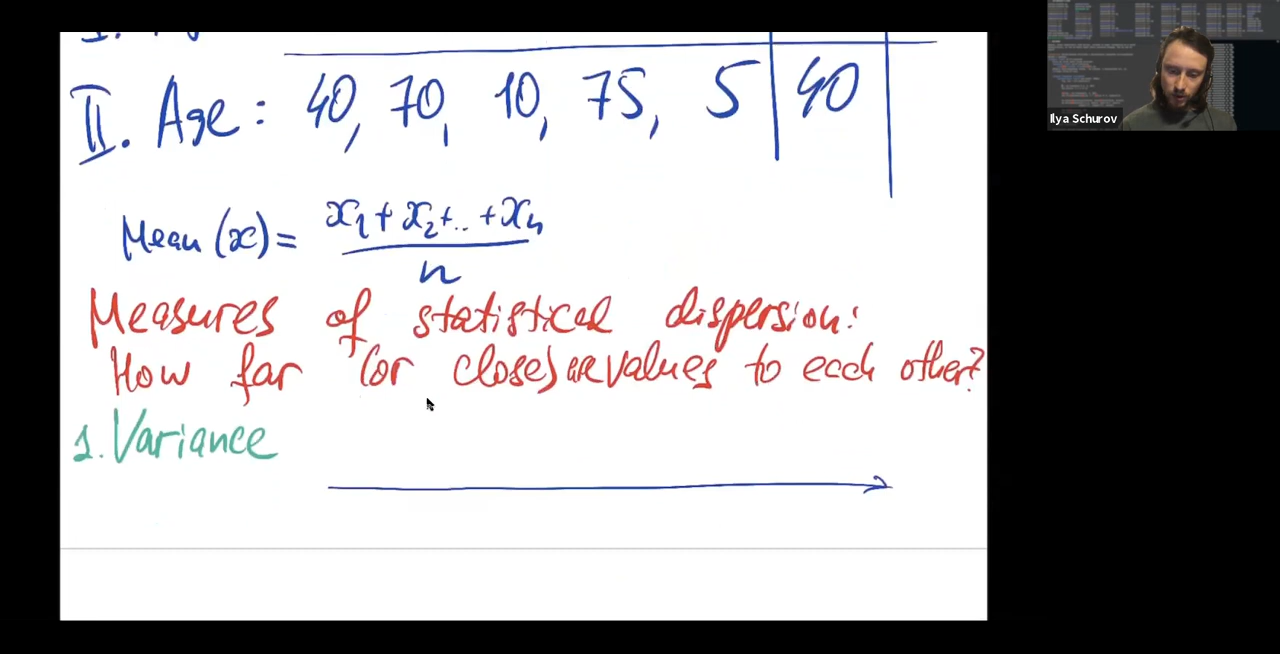 II. Age: 40, 70, 10, 75, 5 | 40
Mean (x) = x1 + x2 + .. + xn / n
Measures of statistical dispersion:
How far (or close) are values to each other?
1. Variance
Ilya Schurov